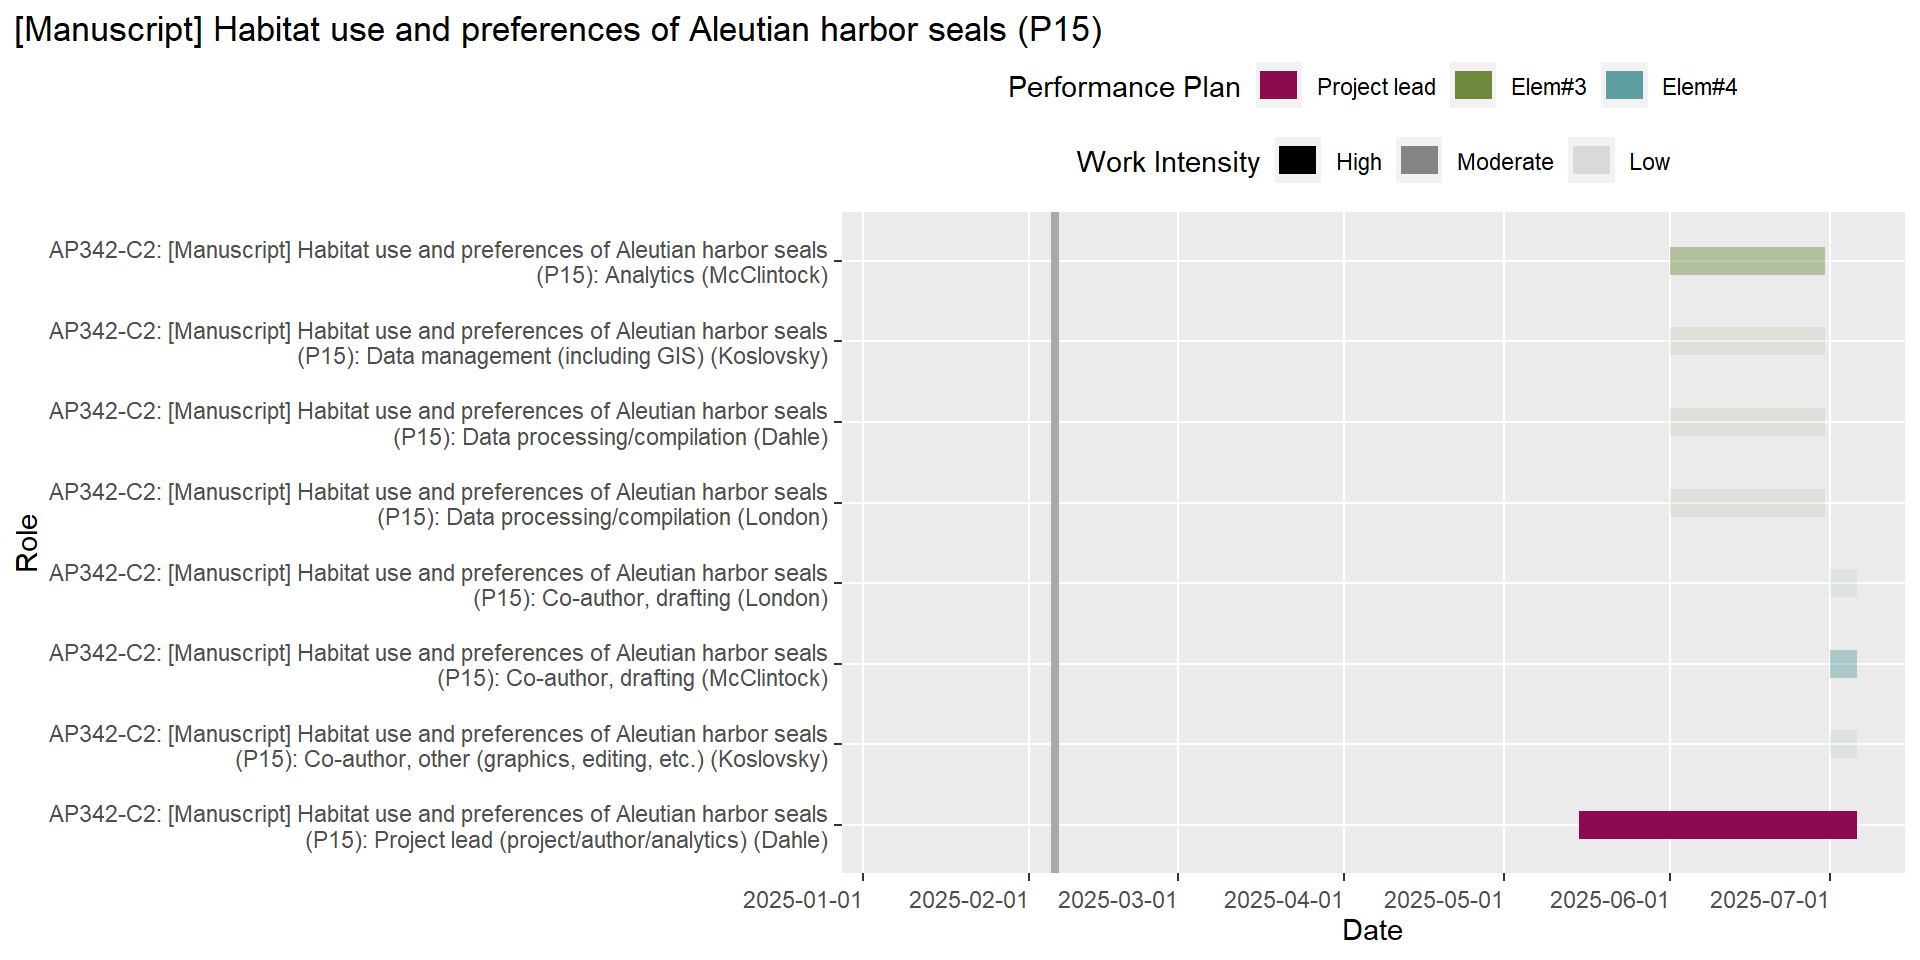 [Manuscript] Habitat use and preferences of Aleutian harbor seals (P15)
Performance Plan Project lead Elem#3 Elem#4
Work Intensity High Moderate Low
AP342-C2: [Manuscript] Habitat use and preferences of Aleutian harbor seals
(P15): Analytics (McClintock)
AP342-C2: [Manuscript] Habitat use and preferences of Aleutian harbor seals
(P15): Data management (including GIS) (Koslovsky)
AP342-C2: [Manuscript] Habitat use and preferences of Aleutian harbor seals
(P15): Data processing/compilation (Dahle)
AP342-C2: [Manuscript] Habitat use and preferences of Aleutian harbor seals
(P15): Data processing/compilation (London)
AP342-C2: [Manuscript] Habitat use and preferences of Aleutian harbor seals
(P15): Co-author, drafting (London)
AP342-C2: [Manuscript] Habitat use and preferences of Aleutian harbor seals
(P15): Co-author, drafting (McClintock)
AP342-C2: [Manuscript] Habitat use and preferences of Aleutian harbor seals
(P15): Co-author, other (graphics, editing, etc.) (Koslovsky)
AP342-C2: [Manuscript] Habitat use and preferences of Aleutian harbor seals
(P15): Project lead (project/author/analytics) (Dahle)
Role
2025-01-01 2025-02-01 2025-03-01 2025-04-01 2025-05-01 2025-06-01 2025-07-01
Date